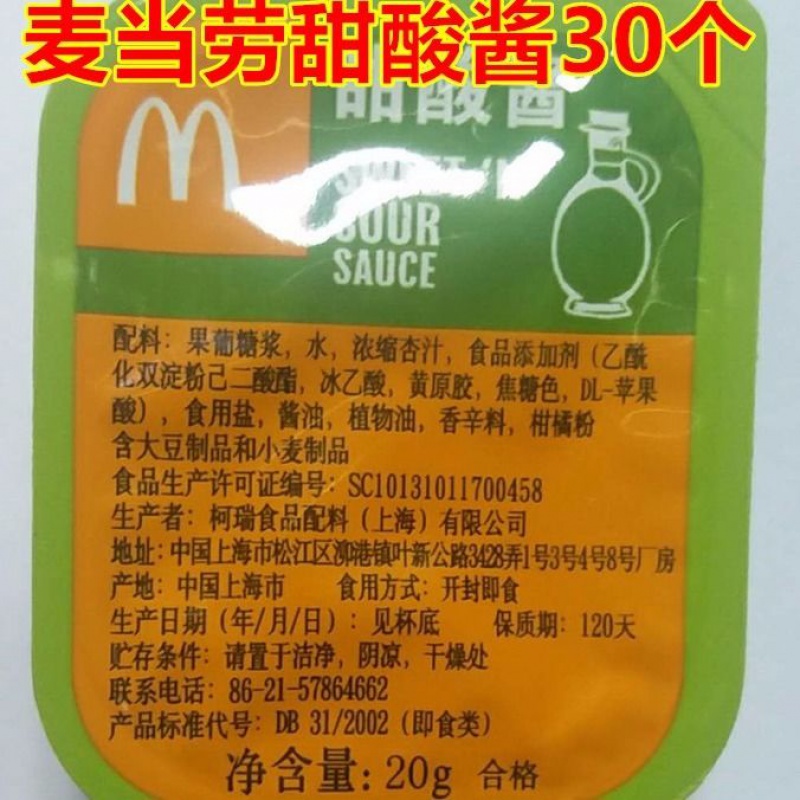 麦当劳甜酸酱30个
甜酸酱
SOUR
SAUCE
配料：果葡糖浆，水，浓缩杏汁，食品添加剂（乙酰
化双淀粉己二酸酯，冰乙酸，黄原胶，焦糖色，DL-苹果
酸），食用盐，酱油，植物油，香辛料，柑橘粉
含大豆制品和小麦制品
食品生产许可证编号：SC10131011700458
生产者：柯瑞食品配料（上海）有限公司
地址：中国上海市松江区泖港镇叶新公路3428弄1号3号4号8号厂房
产地：中国上海市 食用方式：开封即食
生产日期（年/月/日）：见杯底 保质期：120天
贮存条件：请置于洁净，阴凉，干燥处
联系电话：86-21-57864662
产品标准代号：DB 31/2002（即食类）
净含量：20g 合格